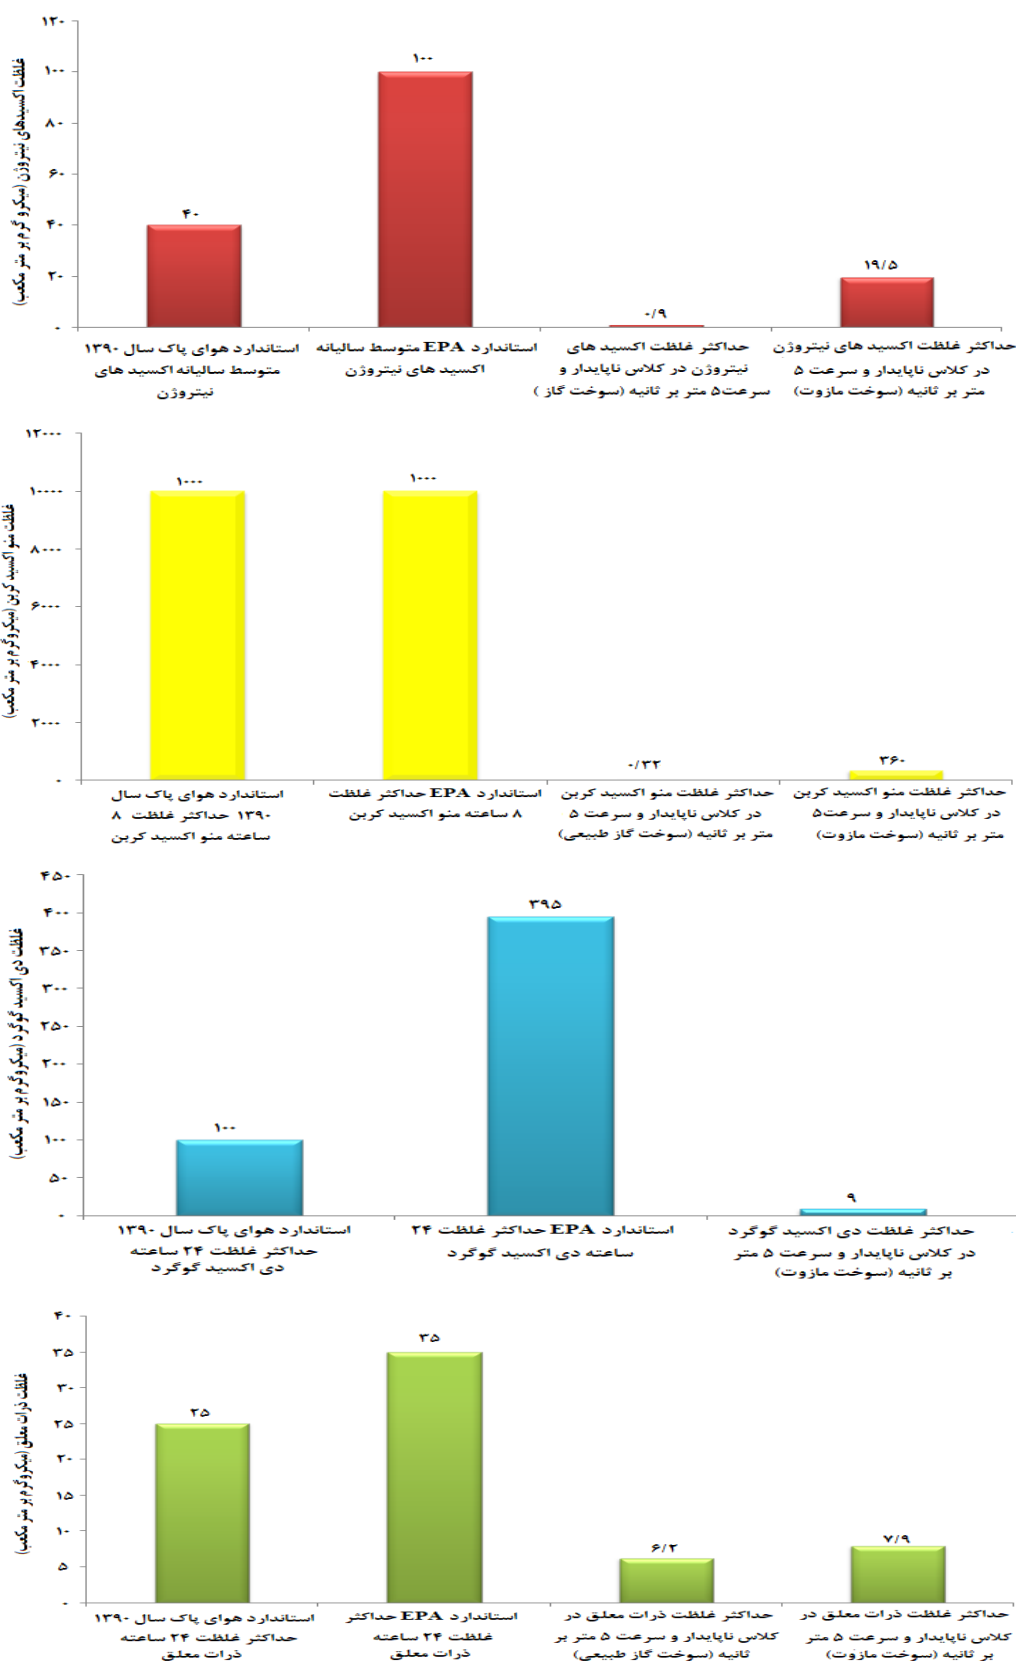 غلظت اکسیدهای نیتروژن (میکرو گرم بر متر مکعب)
۱۲۰
۱۰۰
۸۰
۶۰
۴۰
۲۰
۰
۴۰
۱۰۰
۰/۹
۱۹/۵
استاندارد هوای پاک سال ۱۳۹۰
متوسط سالیانه اکسید های
نیتروژن
استاندارد EPA متوسط سالیانه
اکسید های نیتروژن
حداکثر غلظت اکسید های
نیتروژن در کلاس ناپایدار و
سرعت۵ متر بر ثانیه (سوخت گاز )
حداکثر غلظت اکسید های نیتروژن
در کلاس ناپایدار و سرعت ۵
متر بر ثانیه (سوخت مازوت)
غلظت منو اکسید کربن (میکروگرم بر متر مکعب)
۱۲۰۰۰
۱۰۰۰۰
۸۰۰۰
۶۰۰۰
۴۰۰۰
۲۰۰۰
۰
۱۰۰۰
۱۰۰۰
۰/۳۲
۳۶۰
استاندارد هوای پاک سال
۱۳۹۰ حداکثر غلظت ۸
ساعته منو اکسید کربن
استاندارد EPA حداکثر غلظت
۸ ساعته منو اکسید کربن
حداکثر غلظت منو اکسید کربن
در کلاس ناپایدار و سرعت ۵
متر بر ثانیه (سوخت گاز طبیعی)
حداکثر غلظت منو اکسید کربن
در کلاس ناپایدار و سرعت۵
متر بر ثانیه (سوخت مازوت)
غلظت دی اکسید گوگرد (میکروگرم بر متر مکعب)
۴۵۰
۴۰۰
۳۵۰
۳۰۰
۲۵۰
۲۰۰
۱۵۰
۱۰۰
۵۰
۰
۱۰۰
۳۹۵
۹
استاندارد هوای پاک سال ۱۳۹۰
حداکثر غلظت ۲۴ ساعته
دی اکسید گوگرد
استاندارد EPA حداکثر غلظت ۲۴
ساعته دی اکسید گوگرد
حداکثر غلظت دی اکسید گوگرد
در کلاس ناپایدار و سرعت ۵ متر
بر ثانیه (سوخت مازوت)
غلظت ذرات معلق (میکروگرم بر متر مکعب)
۴۰
۳۵
۳۰
۲۵
۲۰
۱۵
۱۰
۵
۰
۲۵
۳۵
۶/۲
۷/۹
استاندارد هوای پاک سال ۱۳۹۰
حداکثر غلظت ۲۴ ساعته
ذرات معلق
استاندارد EPA حداکثر
غلظت ۲۴ ساعته
ذرات معلق
حداکثر غلظت ذرات معلق در
کلاس ناپایدار و سرعت ۵ متر بر
ثانیه (سوخت گاز طبیعی)
حداکثر غلظت ذرات معلق در
کلاس ناپایدار و سرعت ۵ متر
بر ثانیه (سوخت مازوت)